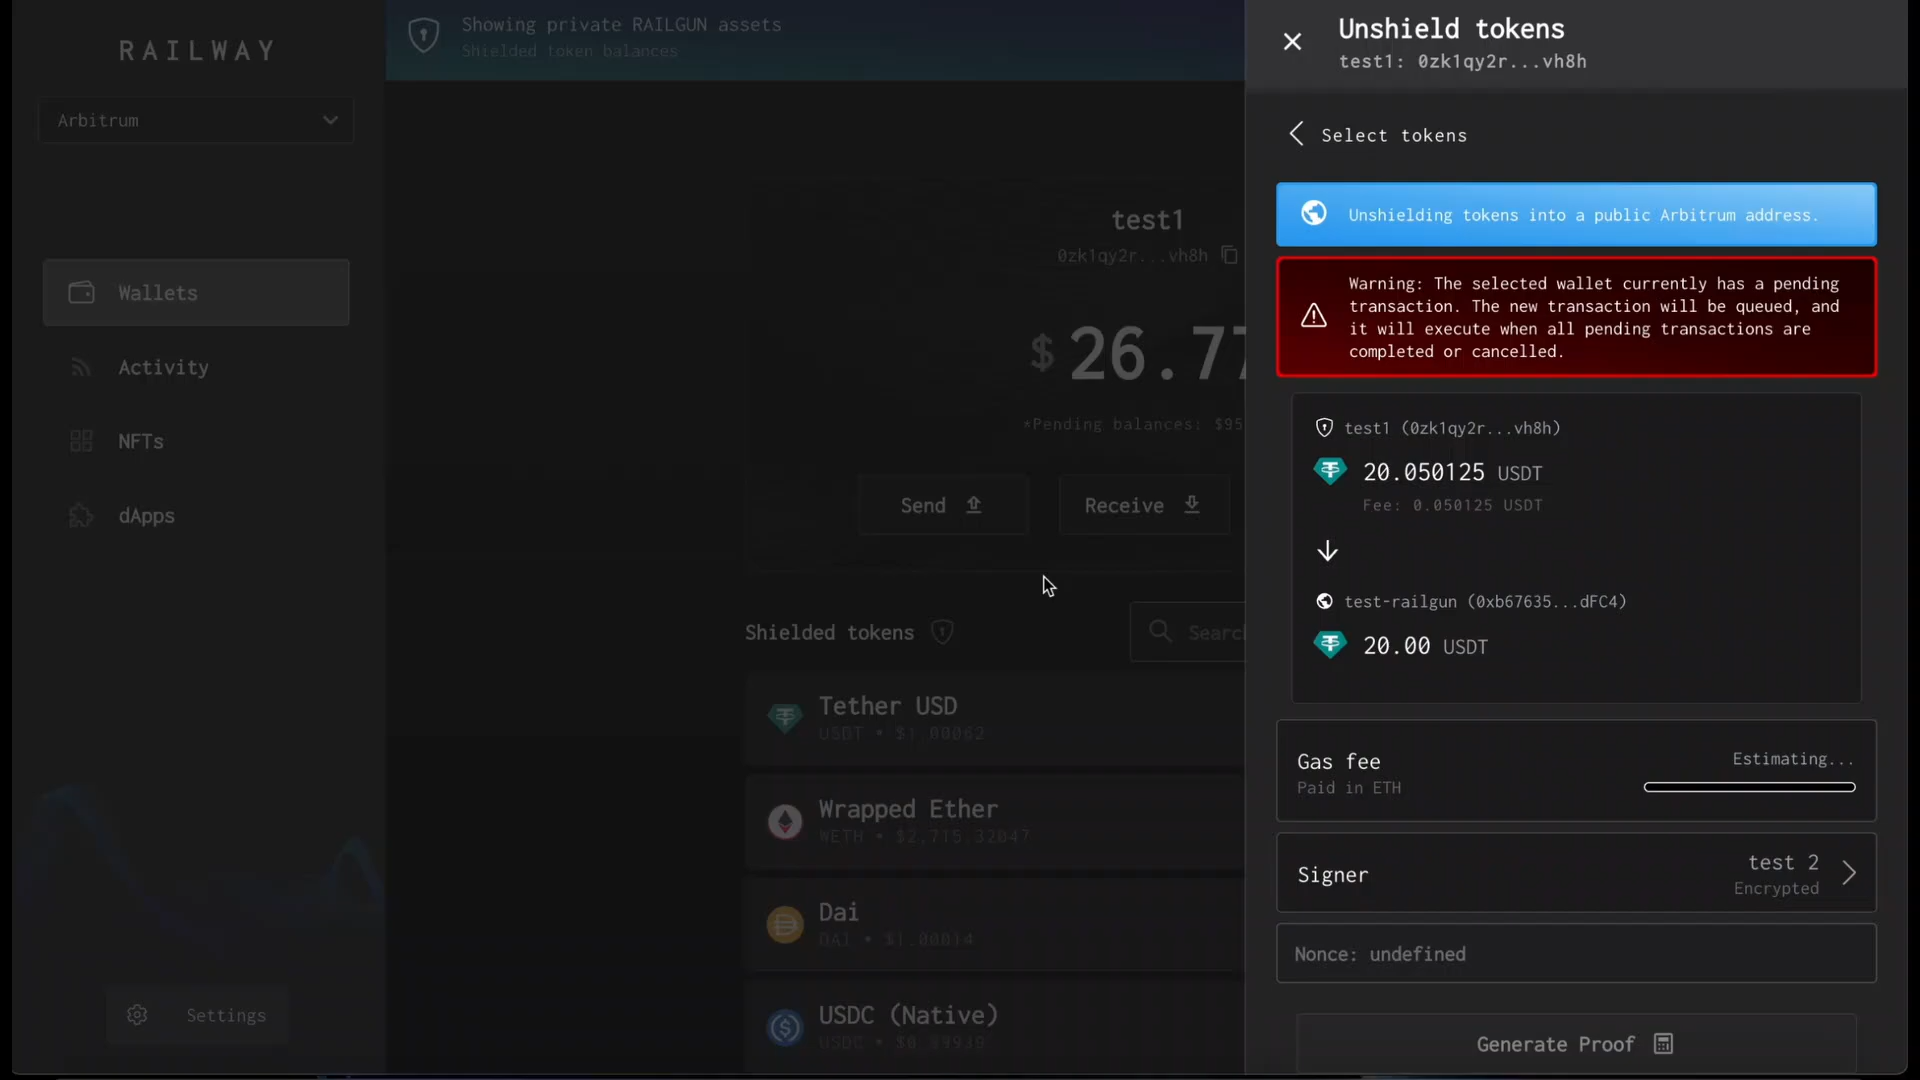 RAILWAY
Arbitrum
Wallets
Activity
NFTs
dApps
Settings
Showing private RAILGUN assets
Shielded token balances
test1
0zk1qy2r...vh8h
$26.77
*Pending balances: $95
Send
Receive
Shielded tokens
Search
Tether USD
USDT • $1.00062
Wrapped Ether
WETH • $2,715.32047
Dai
DAI • $1.00014
USDC (Native)
USDC • $0.99939
Unshield tokens
test1: 0zk1qy2r...vh8h
Select tokens
Unshielding tokens into a public Arbitrum address.
Warning: The selected wallet currently has a pending
transaction. The new transaction will be queued, and
it will execute when all pending transactions are
completed or cancelled.
test1 (0zk1qy2r...vh8h)
20.050125 USDT
Fee: 0.050125 USDT
test-railgun (0xb67635...dFC4)
20.00 USDT
Gas fee
Estimating...
Paid in ETH
Signer
test 2
Encrypted
Nonce: undefined
Generate Proof